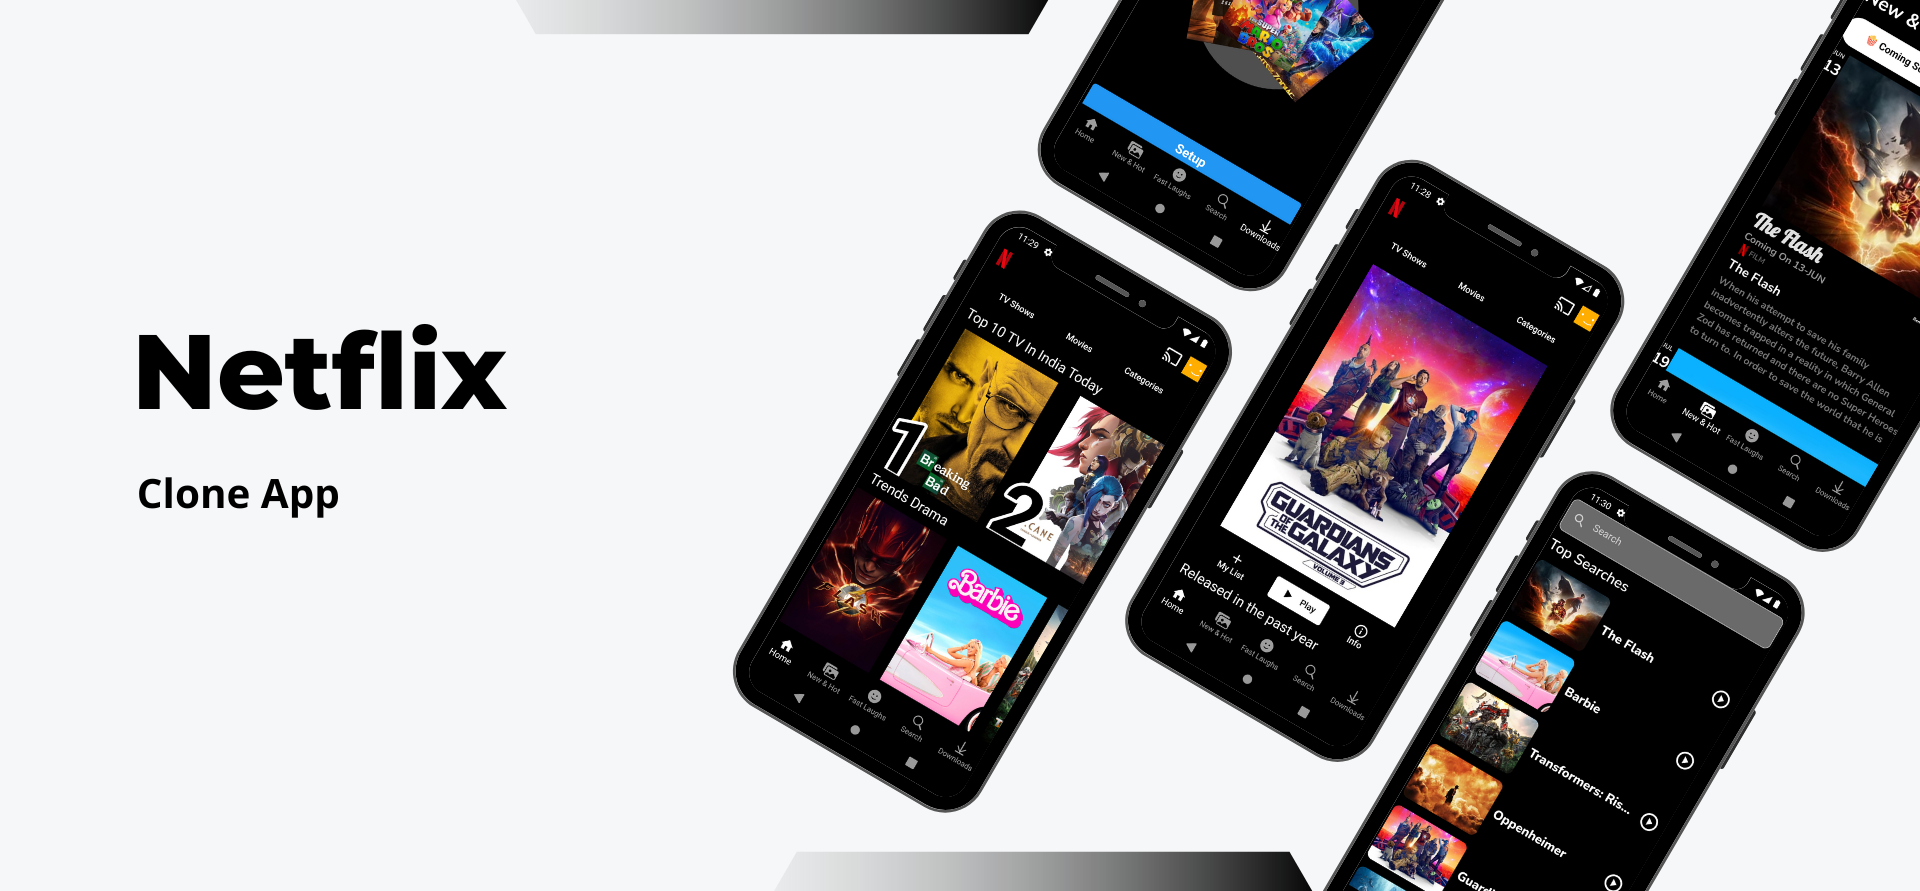 Netflix
Clone App
SUPER
MARIO
BROS
Setup
Home
New & Hot
Fast Laughs
Search
Downloads
11:29
N
TV Shows
Movies
Categories
Top 10 TV In India Today
1
Breaking
Bad
2
CANE
Trends Drama
FLASH
Barbie
Home
New & Hot
Fast Laughs
Search
Downloads
11:28
N
TV Shows
Movies
Categories
GUARDIANS
OF
THE GALAXY
VOLUME 3
My List
Play
Info
Released in the past year
Home
New & Hot
Fast Laughs
Search
Downloads
New &
Coming So
JUN
13
The Flash
Coming On 13-JUN
N FILM
The Flash
When his attempt to save his family
inadvertently alters the future, Barry Allen
becomes trapped in a reality in which General
Zod has returned and there are no Super Heroes
to turn to. In order to save the world that he is
JUL
19
Home
New & Hot
Fast Laughs
Search
Downloads
11:30
Search
Top Searches
The Flash
Barbie
Transformers: Ris...
Oppenheimer
Guardi